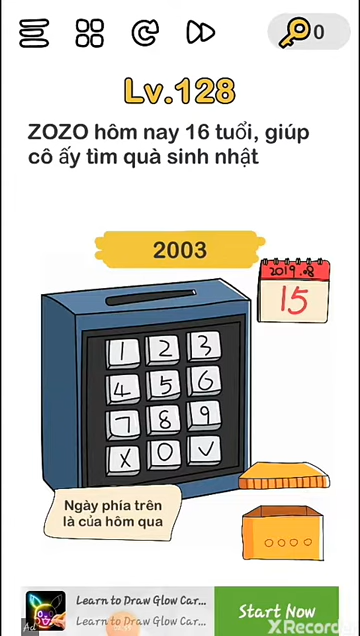 0
Lv.128
ZOZO hôm nay 16 tuổi, giúp
cô ấy tìm quà sinh nhật
2003
2019.08
15
1 2 3
4 5 6
7 8 9
X 0 V
Ngày phía trên
là của hôm qua
Ad
Learn to Draw Glow Car...
Learn to Draw Glow Car...
Start Now
XRecorder